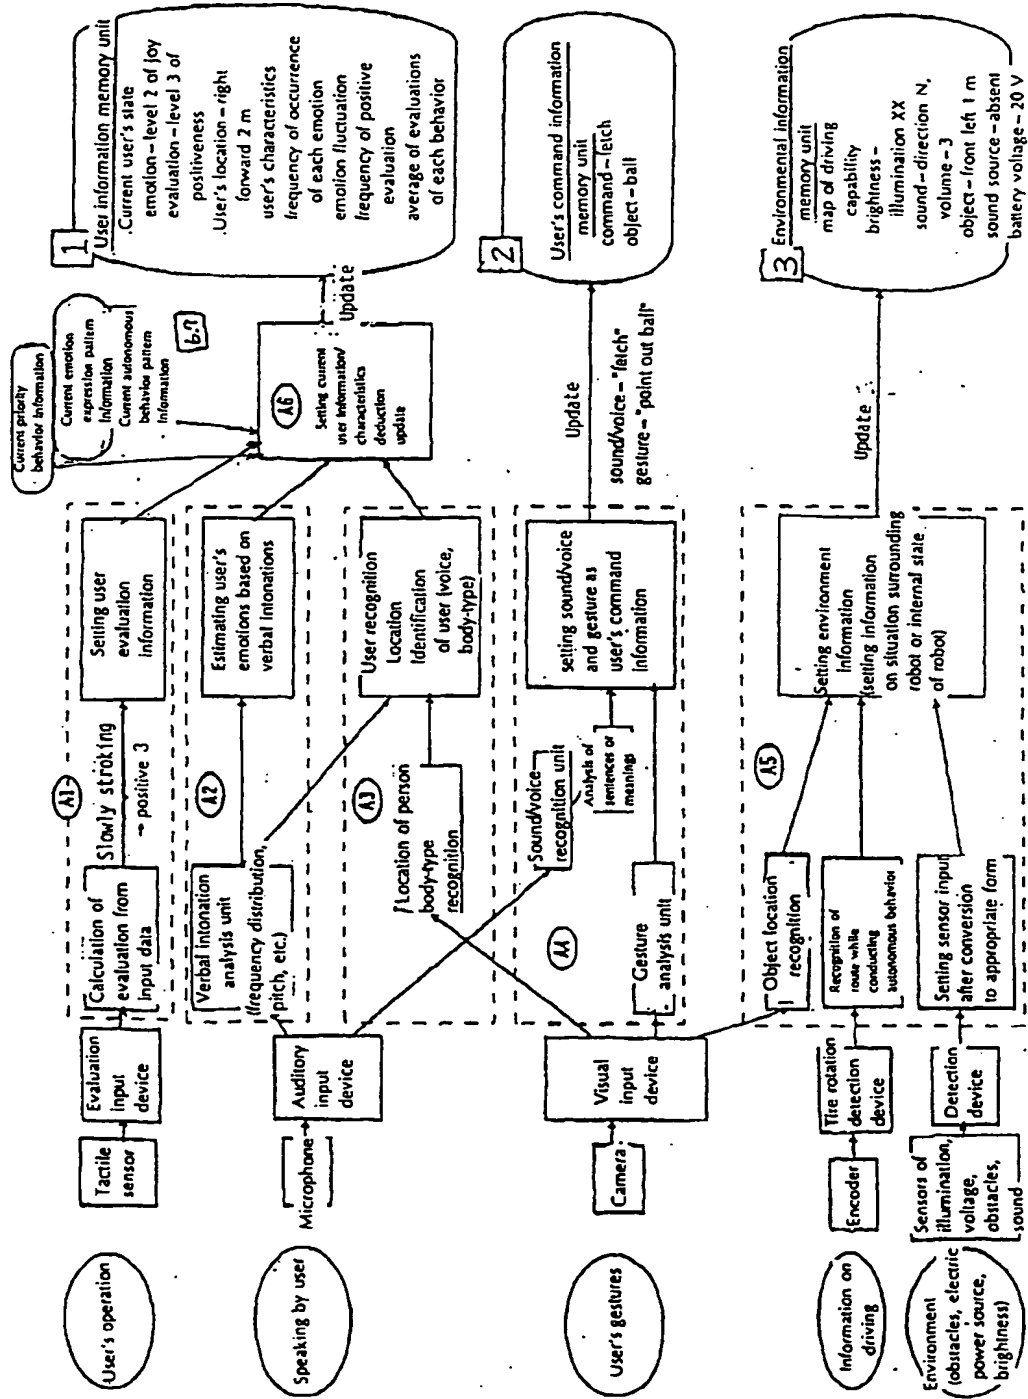 User's operation
Tactile
sensor
Evaluation
input
device
Calculation of
evaluation from
input data
A1
Slowly stroking
→ positive 3
Setting user
evaluation
information
Current priority
behavior information
Current emotion
expression pattern
information
Current autonomous
behavior pattern
information
6.7
A6
Setting current
user information/
characteristics
deduction
update
Update
1
User information memory unit
.Current user's state
emotion–level 2 of joy
evaluation–level 3 of
positiveness
.User's location–right
forward 2 m
user's characteristics
frequency of occurrence
of each emotion
emotion fluctuation
frequency of positive
evaluation
average of evaluations
of each behavior
Speaking by user
Microphone
Auditory
input
device
Verbal intonation
analysis unit
(frequency distribution,
pitch, etc.)
A2
Estimating user's
emotions based on
verbal intonations
A3
Location of person
body-type
recognition
User recognition
Location
Identification
of user (voice,
body-type)
User's gestures
Camera
Visual
input
device
A4
Gesture
analysis unit
Sound/voice
recognition unit
Analysis of
sentences or
meanings
setting sound/voice
and gesture as
user's command
information
Update
sound/voice–"fetch"
gesture–"point out ball"
2
User's command information
memory unit
command–fetch
object–ball
Information on
driving
Encoder
Tire rotation
detection
device
Environment
(obstacles, electric
power source,
brightness)
Sensors of
illumination,
voltage,
obstacles,
sound
Detection
device
A5
Object location
recognition
Recognition of
route while
conducting
autonomous behavior
Setting sensor input
after conversion
to appropriate form
Setting environment
Information
(setting information
on situation surrounding
robot or internal state
of robot)
Update
3
Environmental information
memory unit
map of driving
capability
brightness–
illumination XX
sound–direction N,
volume–3
object–front left 1 m
sound source–absent
battery voltage–20 V